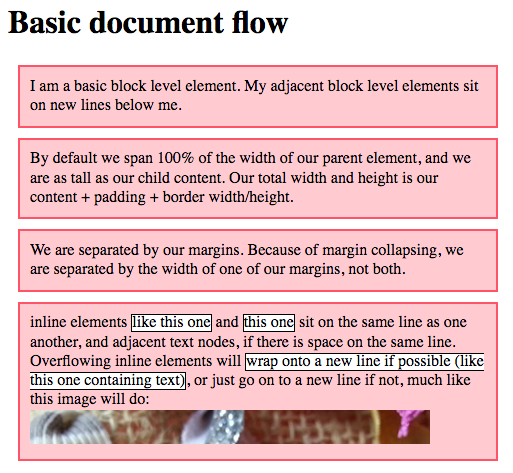 Basic document flow
I am a basic block level element. My adjacent block level elements sit
on new lines below me.
By default we span 100% of the width of our parent element, and we
are as tall as our child content. Our total width and height is our
content + padding + border width/height.
We are separated by our margins. Because of margin collapsing, we
are separated by the width of one of our margins, not both.
inline elements like this one and this one sit on the same line as one
another, and adjacent text nodes, if there is space on the same line.
Overflowing inline elements will wrap onto a new line if possible (like
this one containing text), or just go on to a new line if not, much like
this image will do: